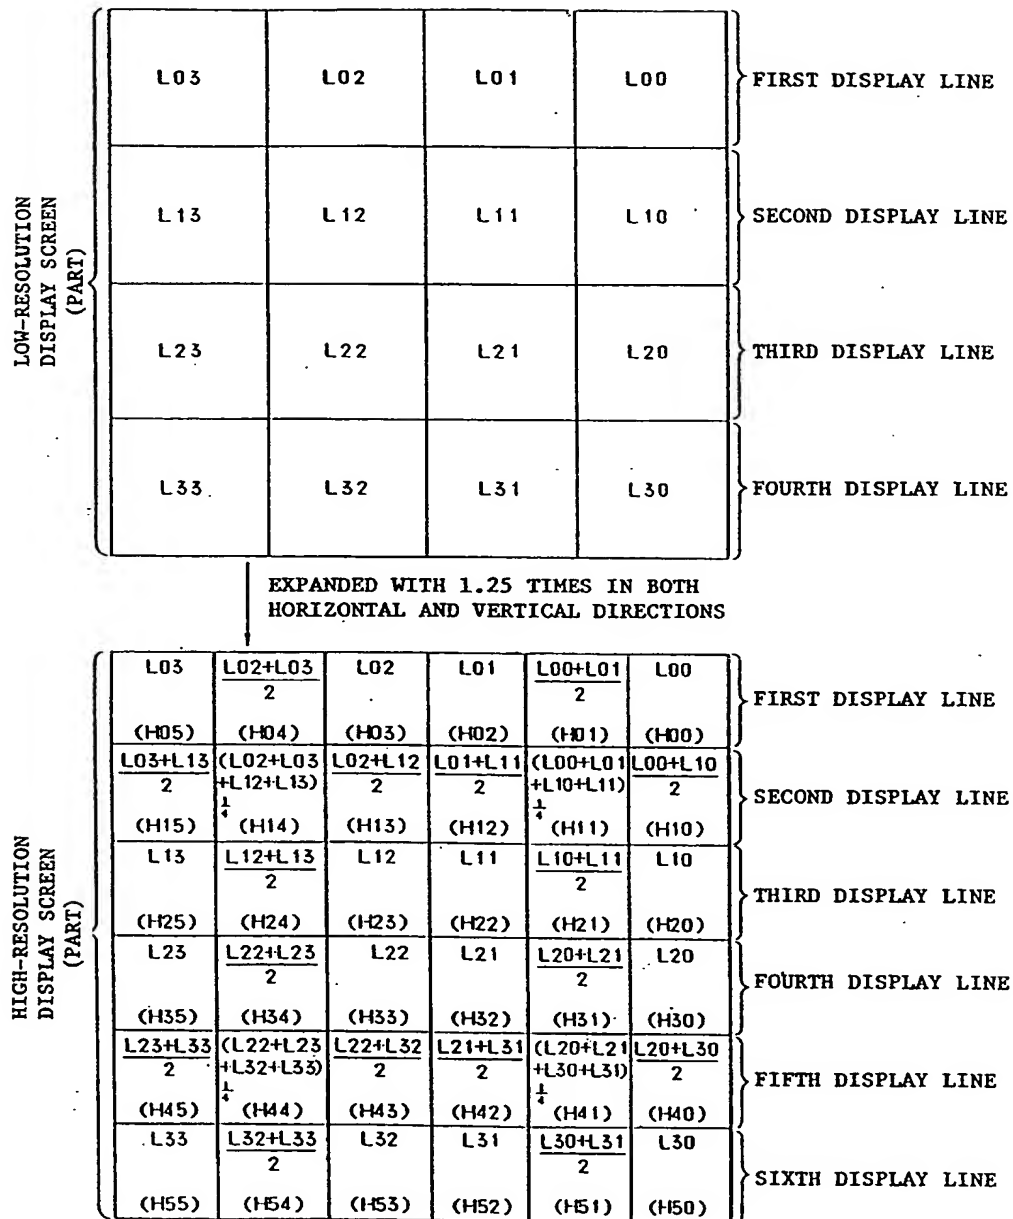 LOW-RESOLUTION
DISPLAY SCREEN
(PART)
L03 L02 L01 L00 FIRST DISPLAY LINE
L13 L12 L11 L10 SECOND DISPLAY LINE
L23 L22 L21 L20 THIRD DISPLAY LINE
L33 L32 L31 L30 FOURTH DISPLAY LINE
EXPANDED WITH 1.25 TIMES IN BOTH
HORIZONTAL AND VERTICAL DIRECTIONS
HIGH-RESOLUTION
DISPLAY SCREEN
(PART)
L03 L02+L03 L02 L01 L00+L01 L00
2 2
FIRST DISPLAY LINE
(H05) (H04) (H03) (H02) (H01) (H00)
L03+L13 (L02+L03 L02+L12 L01+L11 (L00+L01 L00+L10
2 +L12+L13) 2 2 +L10+L11) 2
SECOND DISPLAY LINE
1/4 1/4
(H15) (H14) (H13) (H12) (H11) (H10)
L13 L12+L13 L12 L11 L10+L11 L10
2 2
THIRD DISPLAY LINE
(H25) (H24) (H23) (H22) (H21) (H20)
L23 L22+L23 L22 L21 L20+L21 L20
2 2
FOURTH DISPLAY LINE
(H35) (H34) (H33) (H32) (H31) (H30)
L23+L33 (L22+L23 L22+L32 L21+L31 (L20+L21 L20+L30
2 +L32+L33) 2 2 +L30+L31) 2
FIFTH DISPLAY LINE
1/4 1/4
(H45) (H44) (H43) (H42) (H41) (H40)
L33 L32+L33 L32 L31 L30+L31 L30
2 2
SIXTH DISPLAY LINE
(H55) (H54) (H53) (H52) (H51) (H50)